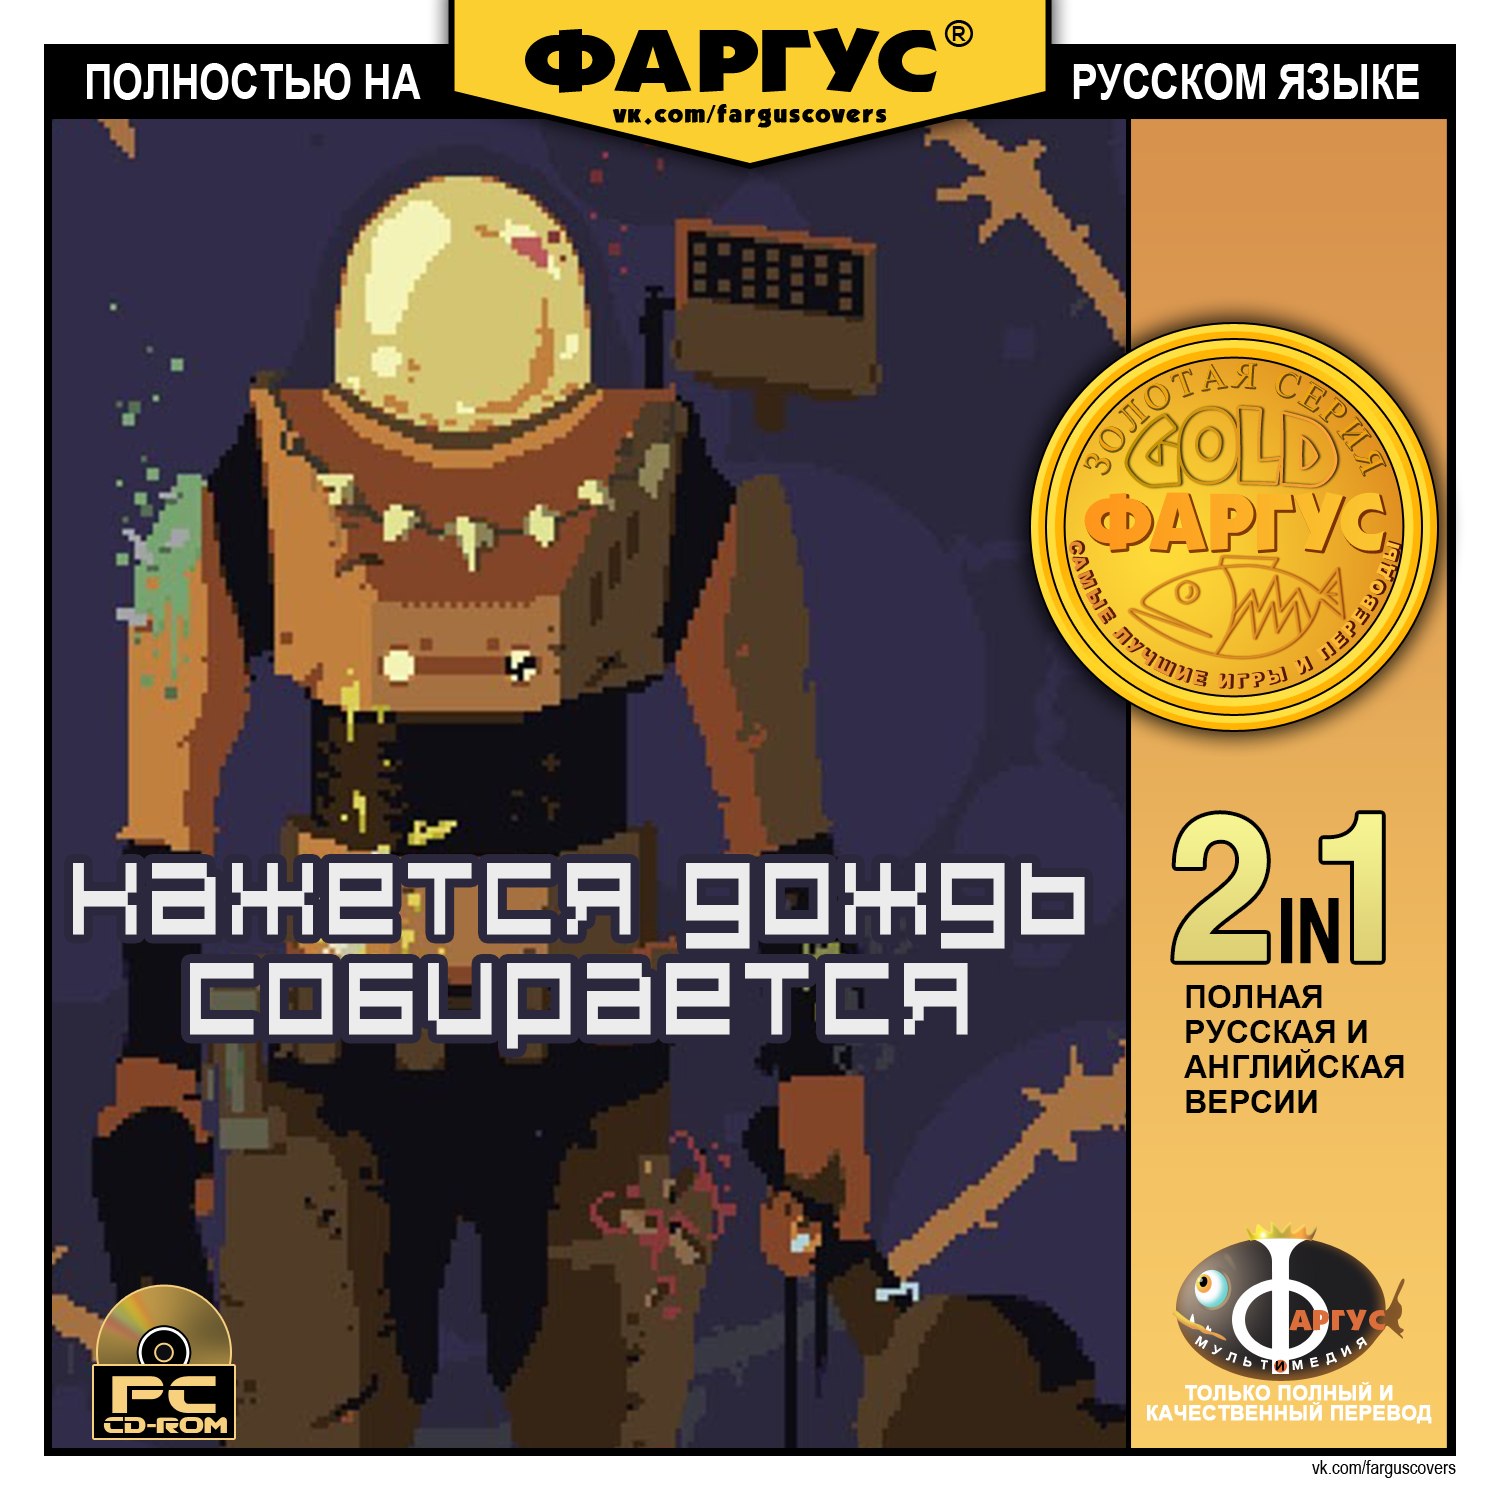 ФАРГУС®
vk.com/farguscovers
ПОЛНОСТЬЮ НА РУССКОМ ЯЗЫКЕ
ЗОЛОТАЯ СЕРИЯ
GOLD
ФАРГУС
САМЫЕ ЛУЧШИЕ ИГРЫ И ПЕРЕВОДЫ
кажется дождь
собирается
2IN1
ПОЛНАЯ
РУССКАЯ И
АНГЛИЙСКАЯ
ВЕРСИИ
ФАРГУС
МУЛЬТИМЕДИЯ
ТОЛЬКО ПОЛНЫЙ И
КАЧЕСТВЕННЫЙ ПЕРЕВОД
PC
CD-ROM
vk.com/farguscovers